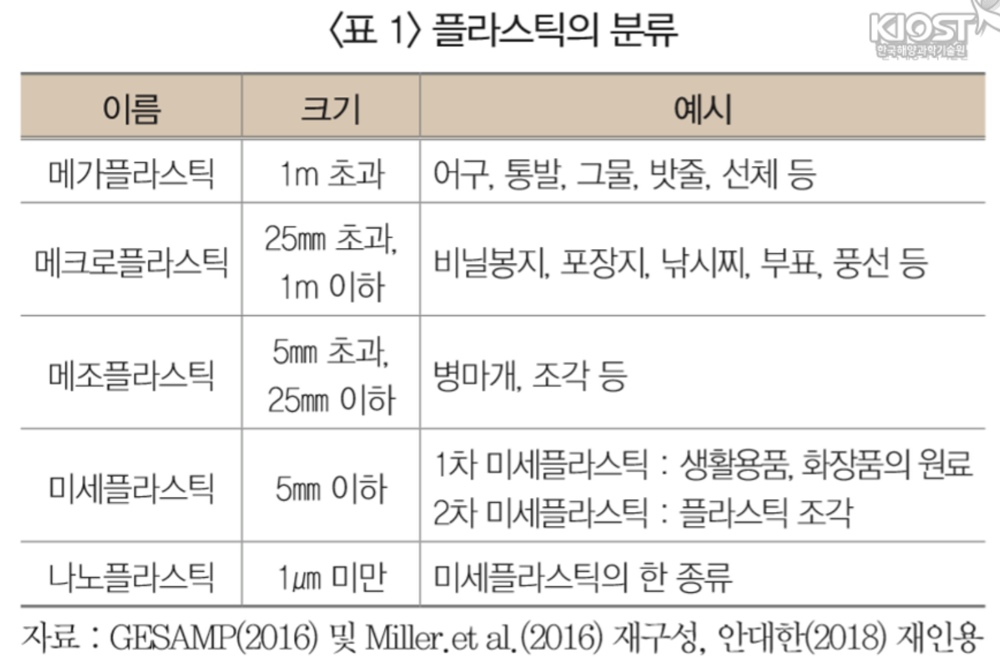 〈표 1〉 플라스틱의 분류
KIOST
한국해양과학기술원
이름 크기 예시
메가플라스틱 1m 초과 어구, 통발, 그물, 밧줄, 선체 등
메크로플라스틱 25mm 초과, 1m 이하 비닐봉지, 포장지, 낚시찌, 부표, 풍선 등
메조플라스틱 5mm 초과, 25mm 이하 병마개, 조각 등
미세플라스틱 5mm 이하 1차 미세플라스틱 : 생활용품, 화장품의 원료
2차 미세플라스틱 : 플라스틱 조각
나노플라스틱 1μm 미만 미세플라스틱의 한 종류
자료 : GESAMP(2016) 및 Miller.et al.(2016) 재구성, 안대한(2018) 재인용